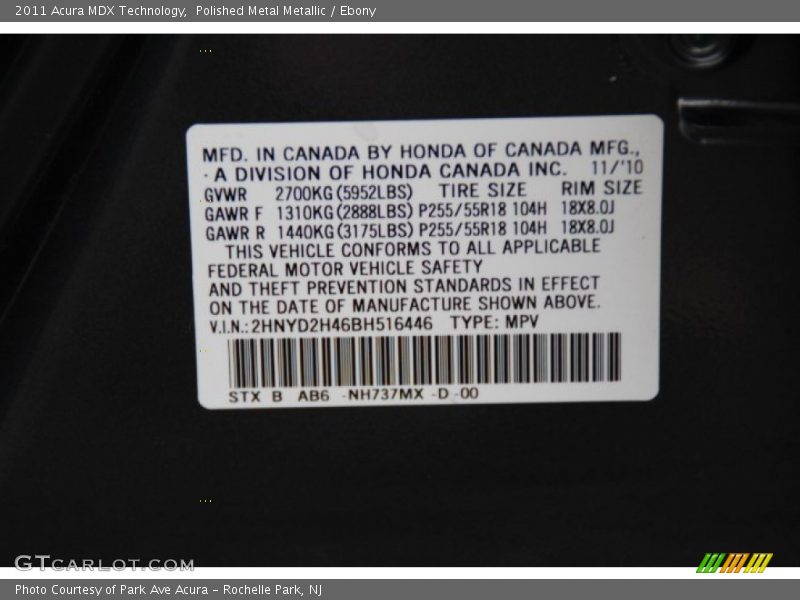 2011 Acura MDX Technology,  Polished Metal Metallic / Ebony
MFD. IN CANADA BY HONDA OF CANADA MFG.,
· A DIVISION OF HONDA CANADA INC. 11/'10
GVWR 2700KG(5952LBS) TIRE SIZE RIM SIZE
GAWR F 1310KG(2888LBS) P255/55R18 104H 18X8.0J
GAWR R 1440KG(3175LBS) P255/55R18 104H 18X8.0J
THIS VEHICLE CONFORMS TO ALL APPLICABLE
FEDERAL MOTOR VEHICLE SAFETY
AND THEFT PREVENTION STANDARDS IN EFFECT
ON THE DATE OF MANUFACTURE SHOWN ABOVE.
V.I.N.:2HNYD2H46BH516446 TYPE: MPV
STX B AB6 -NH737MX -D -00
GTCARLOT.COM
Photo Courtesy of Park Ave Acura - Rochelle Park, NJ